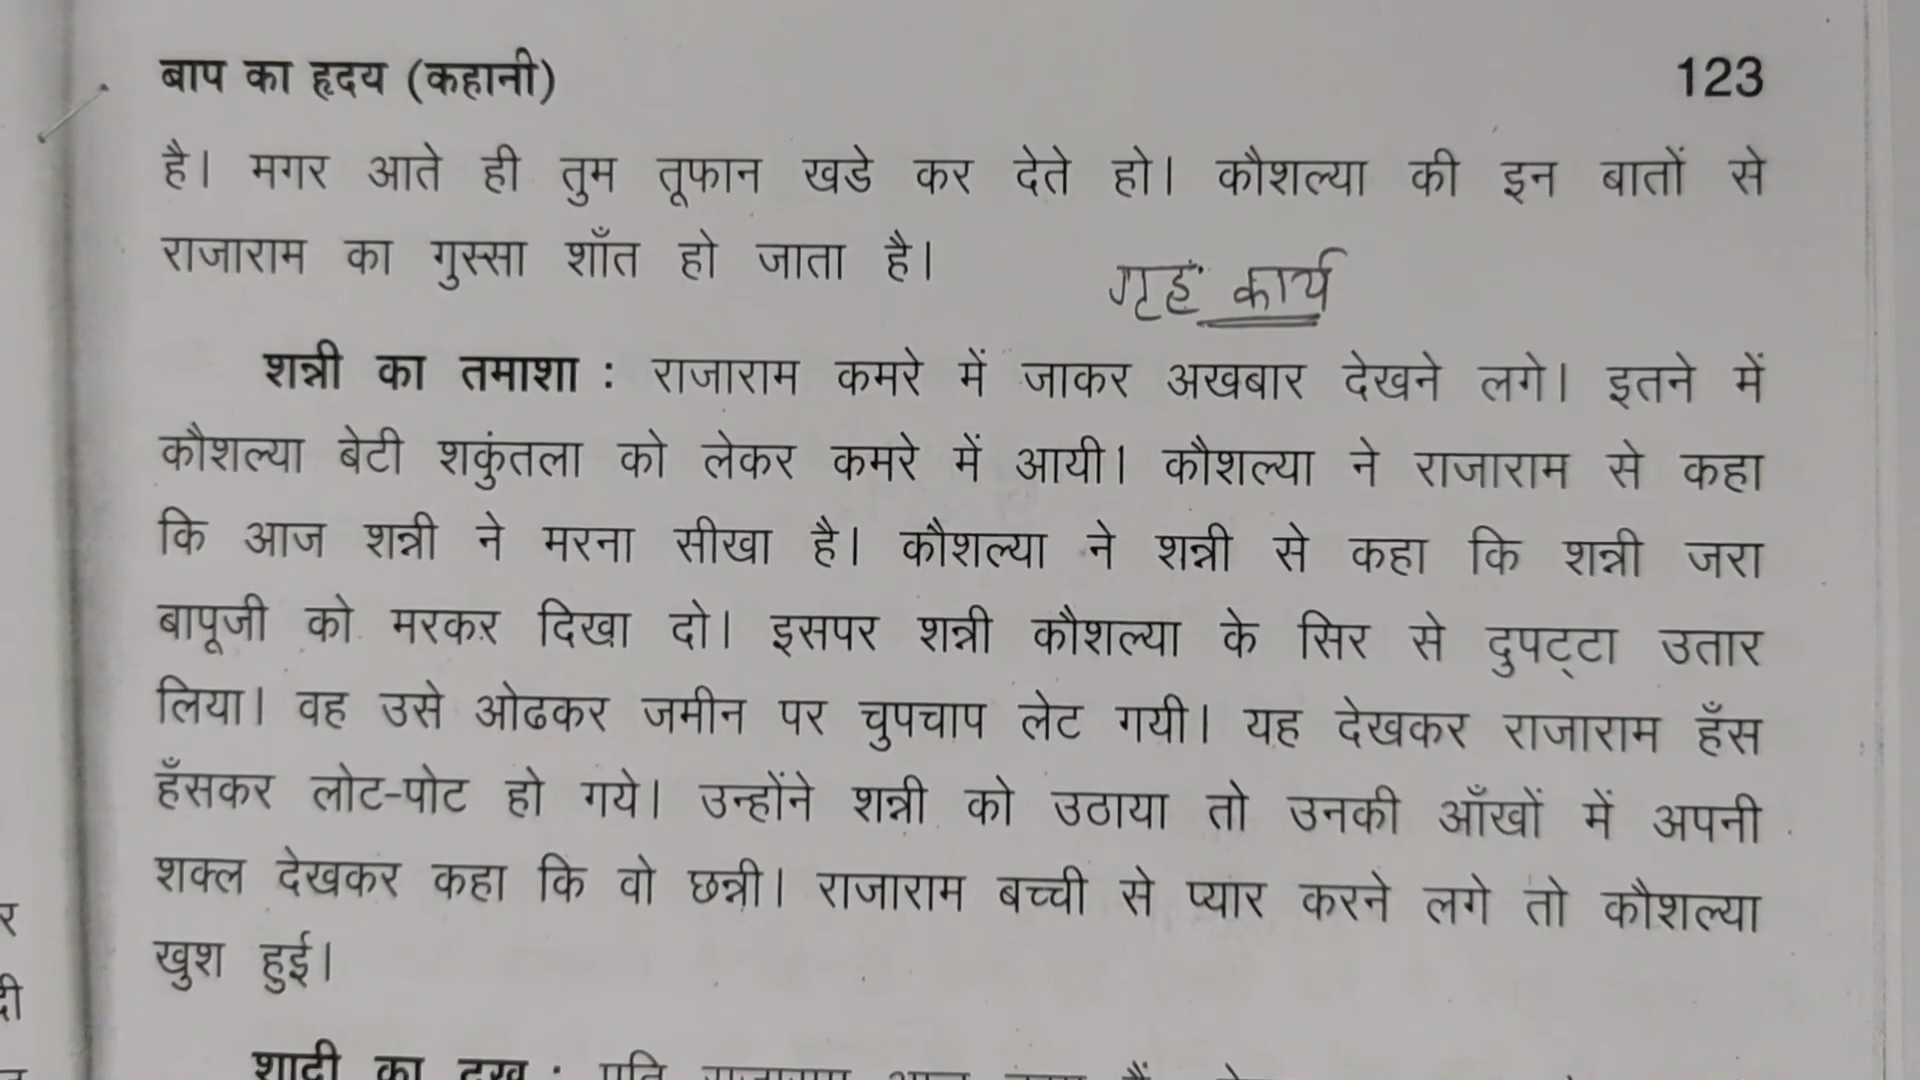 बाप का हृदय (कहानी) 123
है। मगर आते ही तुम तूफान खडे कर देते हो। कौशल्या की इन बातों से
राजाराम का गुस्सा शाँत हो जाता है।
गृह कार्य
शन्नी का तमाशा : राजाराम कमरे में जाकर अखबार देखने लगे। इतने में
कौशल्या बेटी शकुंतला को लेकर कमरे में आयी। कौशल्या ने राजाराम से कहा
कि आज शन्नी ने मरना सीखा है। कौशल्या ने शन्नी से कहा कि शन्नी जरा
बापूजी को मरकर दिखा दो। इसपर शन्नी कौशल्या के सिर से दुपट्‌टा उतार
लिया। वह उसे ओढकर जमीन पर चुपचाप लेट गयी। यह देखकर राजाराम हँस
हँसकर लोट-पोट हो गये। उन्होंने शन्नी को उठाया तो उनकी आँखों में अपनी
शक्ल देखकर कहा कि वो छन्नी। राजाराम बच्ची से प्यार करने लगे तो कौशल्या
खुश हुई।
शादी का दुख :